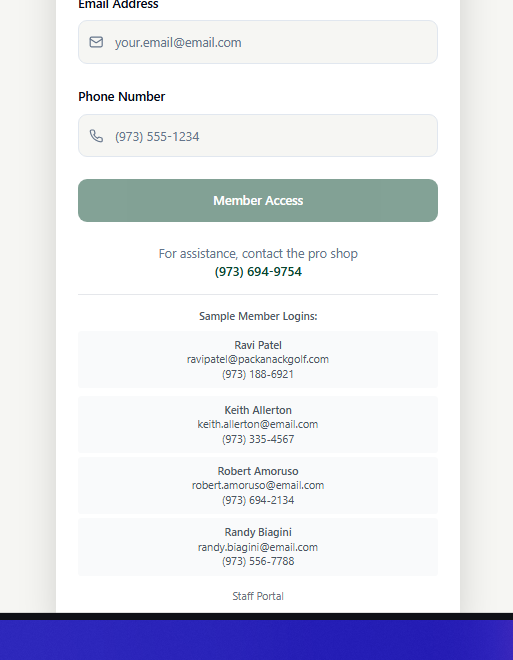 Email Address
your.email@email.com
Phone Number
(973) 555-1234
Member Access
For assistance, contact the pro shop
(973) 694-9754
Sample Member Logins:
Ravi Patel
ravipatel@packanackgolf.com
(973) 188-6921
Keith Allerton
keith.allerton@email.com
(973) 335-4567
Robert Amoruso
robert.amoruso@email.com
(973) 694-2134
Randy Biagini
randy.biagini@email.com
(973) 556-7788
Staff Portal